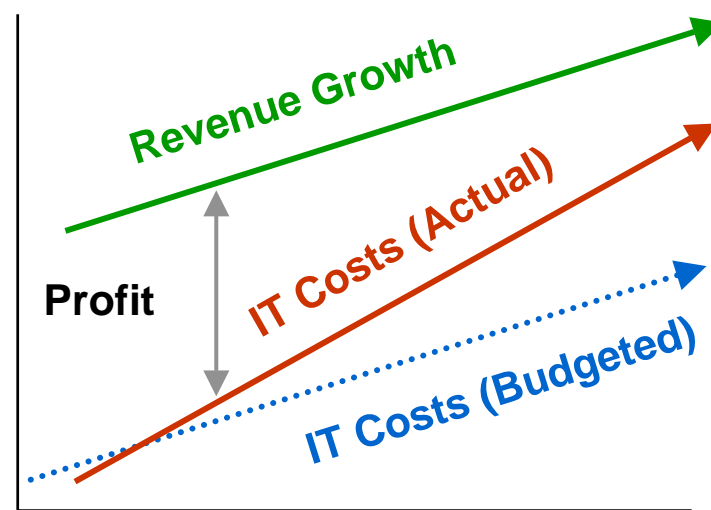 Revenue Growth
IT Costs (Actual)
Profit
IT Costs (Budgeted)